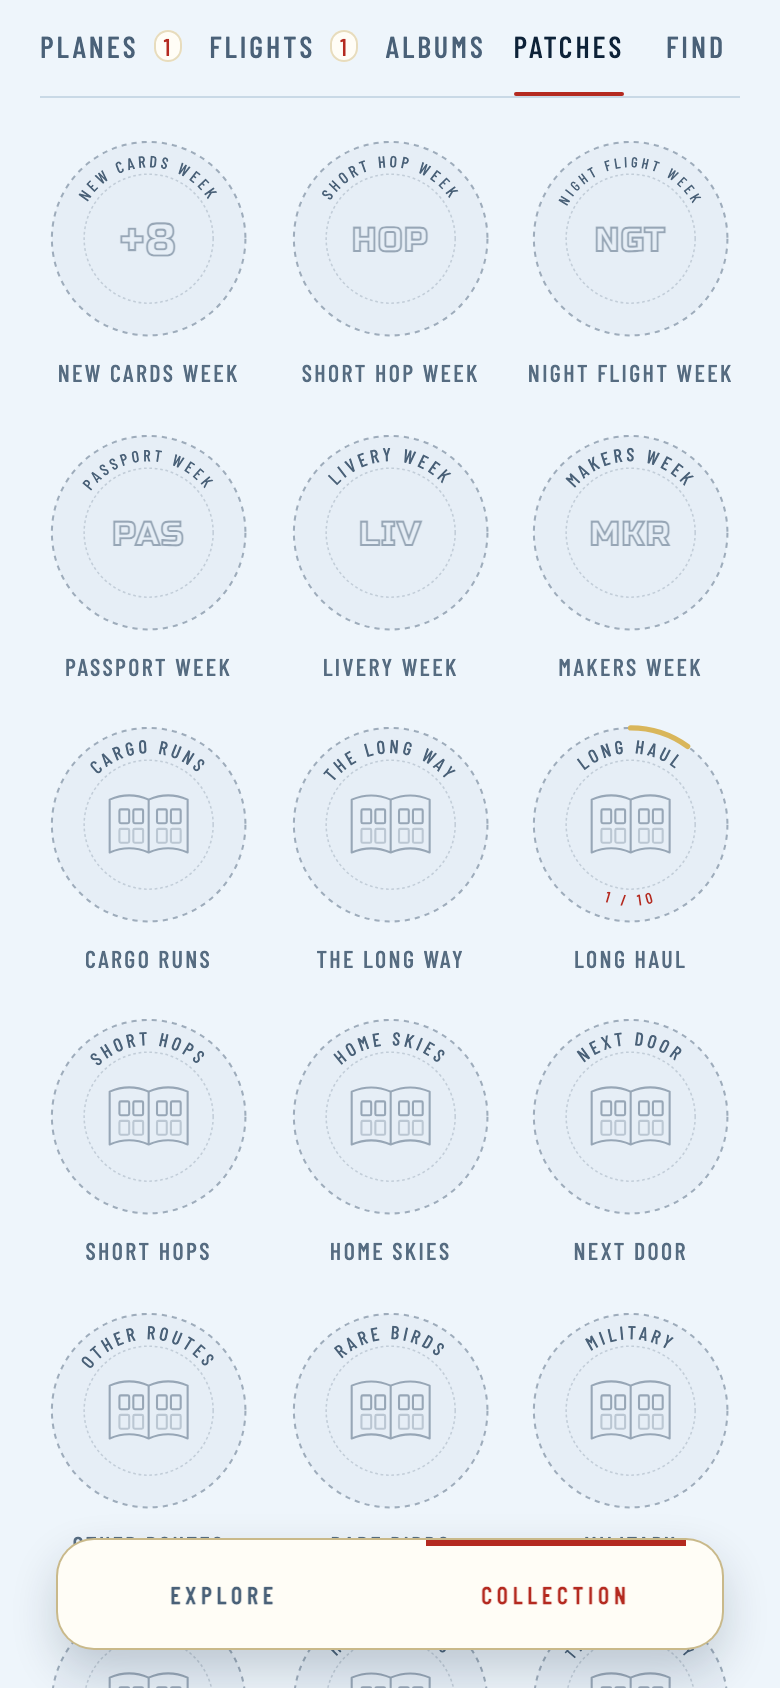 PLANES 1 FLIGHTS 1 ALBUMS PATCHES FIND
NEW CARDS WEEK SHORT HOP WEEK NIGHT FLIGHT WEEK
+8 HOP NGT
NEW CARDS WEEK SHORT HOP WEEK NIGHT FLIGHT WEEK
PASSPORT WEEK LIVERY WEEK MAKERS WEEK
PAS LIV MKR
PASSPORT WEEK LIVERY WEEK MAKERS WEEK
CARGO RUNS THE LONG WAY LONG HAUL
1 / 10
CARGO RUNS THE LONG WAY LONG HAUL
SHORT HOPS HOME SKIES NEXT DOOR
SHORT HOPS HOME SKIES NEXT DOOR
OTHER ROUTES RARE BIRDS MILITARY
EXPLORE COLLECTION